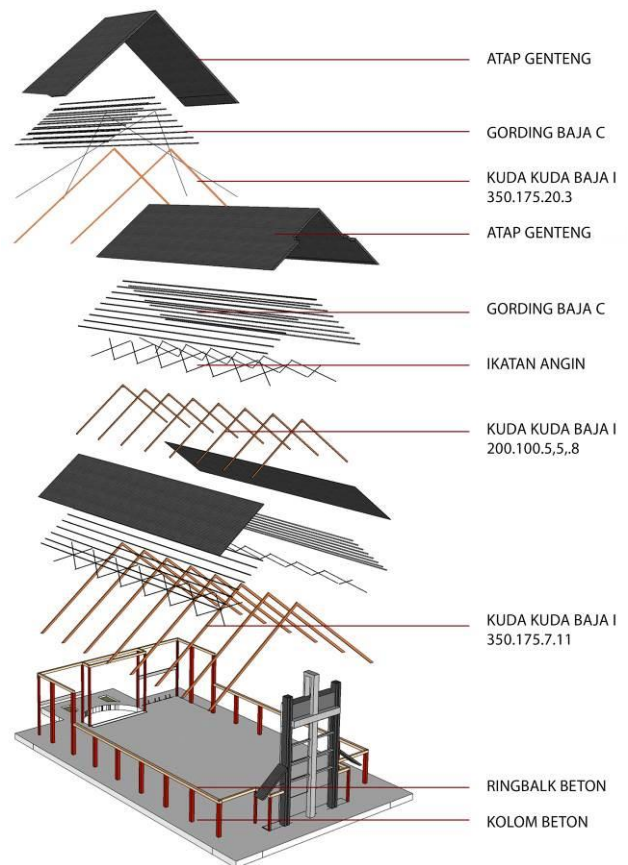 ATAP GENTENG
GORDING BAJA C
KUDA KUDA BAJA I
350.175.20.3
ATAP GENTENG
GORDING BAJA C
IKATAN ANGIN
KUDA KUDA BAJA I
200.100.5,5,.8
KUDA KUDA BAJA I
350.175.7.11
RINGBALK BETON
KOLOM BETON